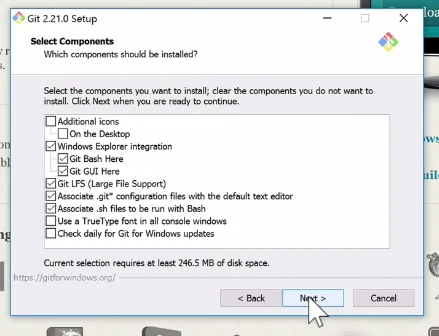 Git 2.21.0 Setup
Select Components
Which components should be installed?
Select the components you want to install; clear the components you do not want to
install. Click Next when you are ready to continue.
Additional icons
On the Desktop
Windows Explorer integration
Git Bash Here
Git GUI Here
Git LFS (Large File Support)
Associate .git* configuration files with the default text editor
Associate .sh files to be run with Bash
Use a TrueType font in all console windows
Check daily for Git for Windows updates
Current selection requires at least 246.5 MB of disk space.
https://gitforwindows.org/
< Back
Next >
Cancel